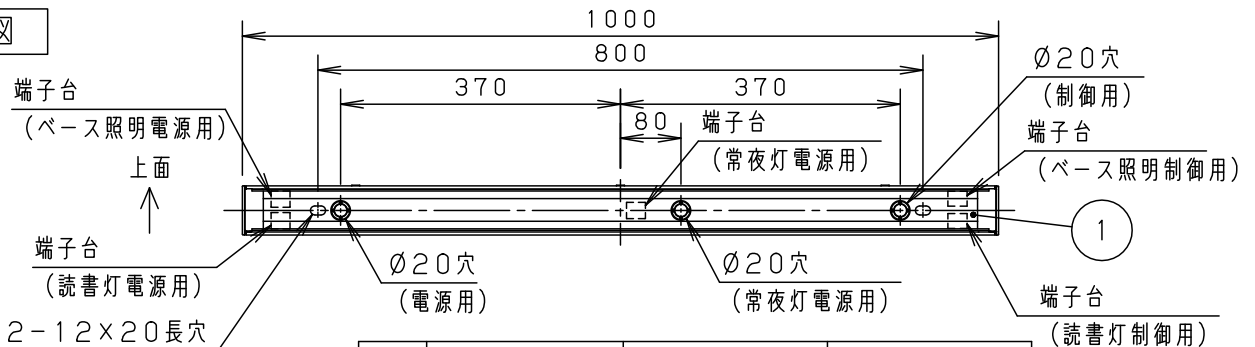 図
1000
800
370
370
80
端子台
(ベース照明電源用)
上面
端子台
(常夜灯電源用)
Ø20穴
(制御用)
端子台
(ベース照明制御用)
1
端子台
(読書灯電源用)
Ø20穴
(電源用)
Ø20穴
(常夜灯電源用)
端子台
(読書灯制御用)
2-12×20長穴